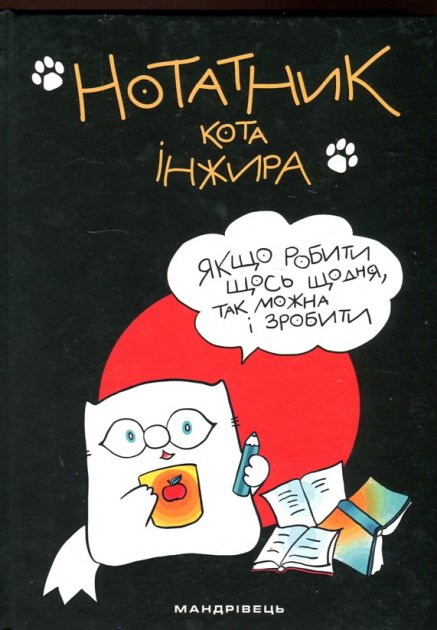 НОТАТНИК
КОТА
ІНЖИРА
ЯКЩО РОБИТИ
ЩОСЬ ЩОДНЯ,
ТАК МОЖНА
І ЗРОБИТИ
МАНДРІВЕЦЬ